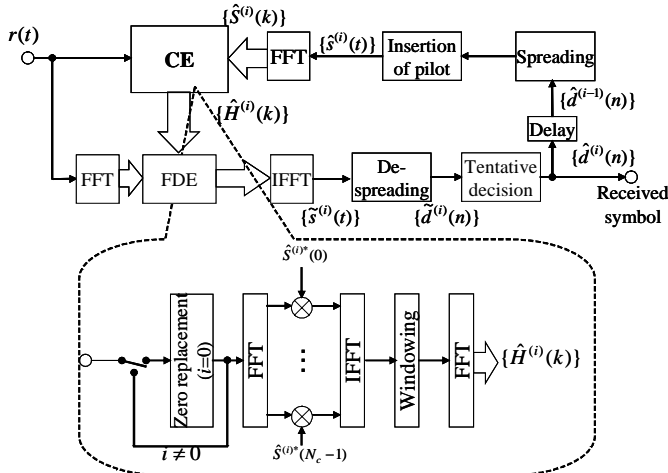 {Ŝ⁽ⁱ⁾(k)}
r(t)
CE
FFT
{ŝ⁽ⁱ⁾(t)}
Insertion
of pilot
Spreading
{Ĥ⁽ⁱ⁾(k)}
{d̂⁽ⁱ⁻¹⁾(n)}
Delay
{d̂⁽ⁱ⁾(n)}
FFT
FDE
IFFT
De-
spreading
Tentative
decision
Received
symbol
{s̃⁽ⁱ⁾(t)}
{d̃⁽ⁱ⁾(n)}
Ŝ⁽ⁱ⁾*(0)
Zero replacement
(i=0)
FFT
⋯
IFFT
Windowing
FFT
{Ĥ⁽ⁱ⁾(k)}
i ≠ 0
Ŝ⁽ⁱ⁾*(N_c −1)